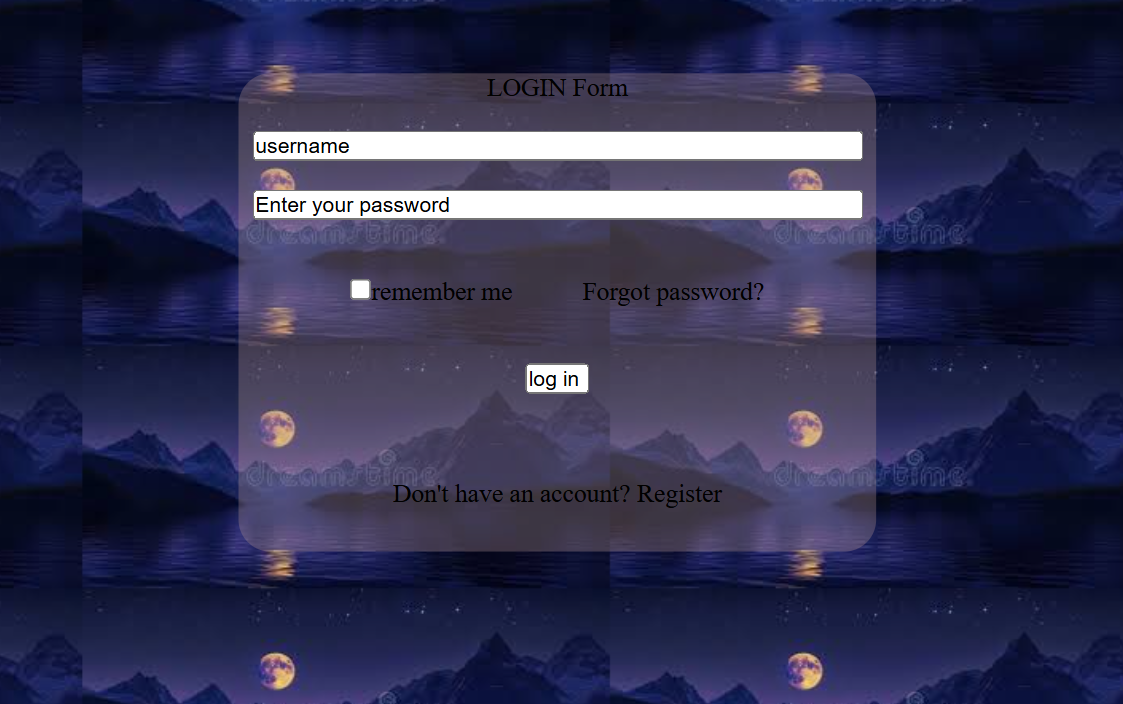 LOGIN Form
username
Enter your password
dreamstime.
dreamstime.
remember me Forgot password?
log in
dreamstime.
dreamstime.
Don't have an account? Register